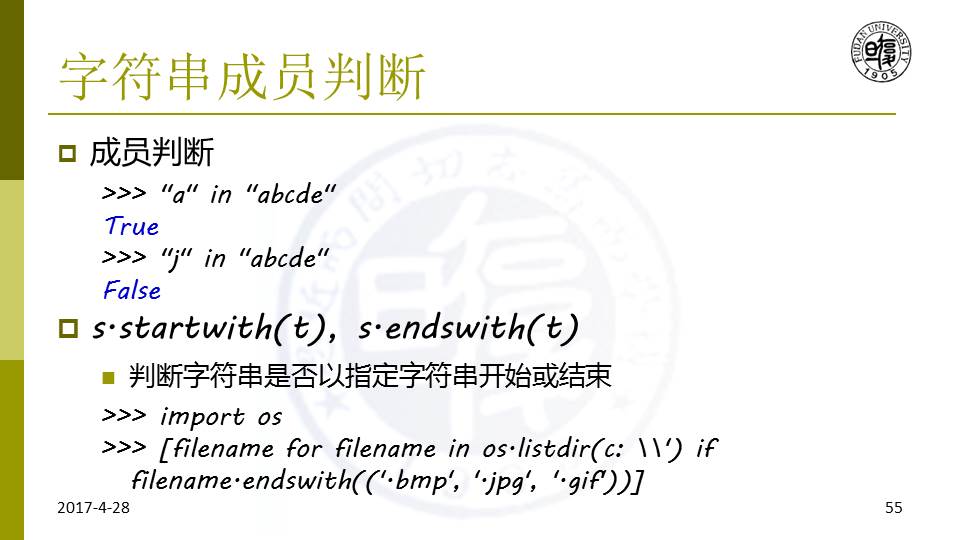 字符串成员判断
FUDAN UNIVERSITY
1905
成员判断
>>> "a" in "abcde"
True
>>> "j" in "abcde"
False
s.startwith(t), s.endswith(t)
判断字符串是否以指定字符串开始或结束
>>> import os
>>> [filename for filename in os.listdir(c: \\') if
filename.endswith(('.bmp', '.jpg', '.gif'))]
2017-4-28
55